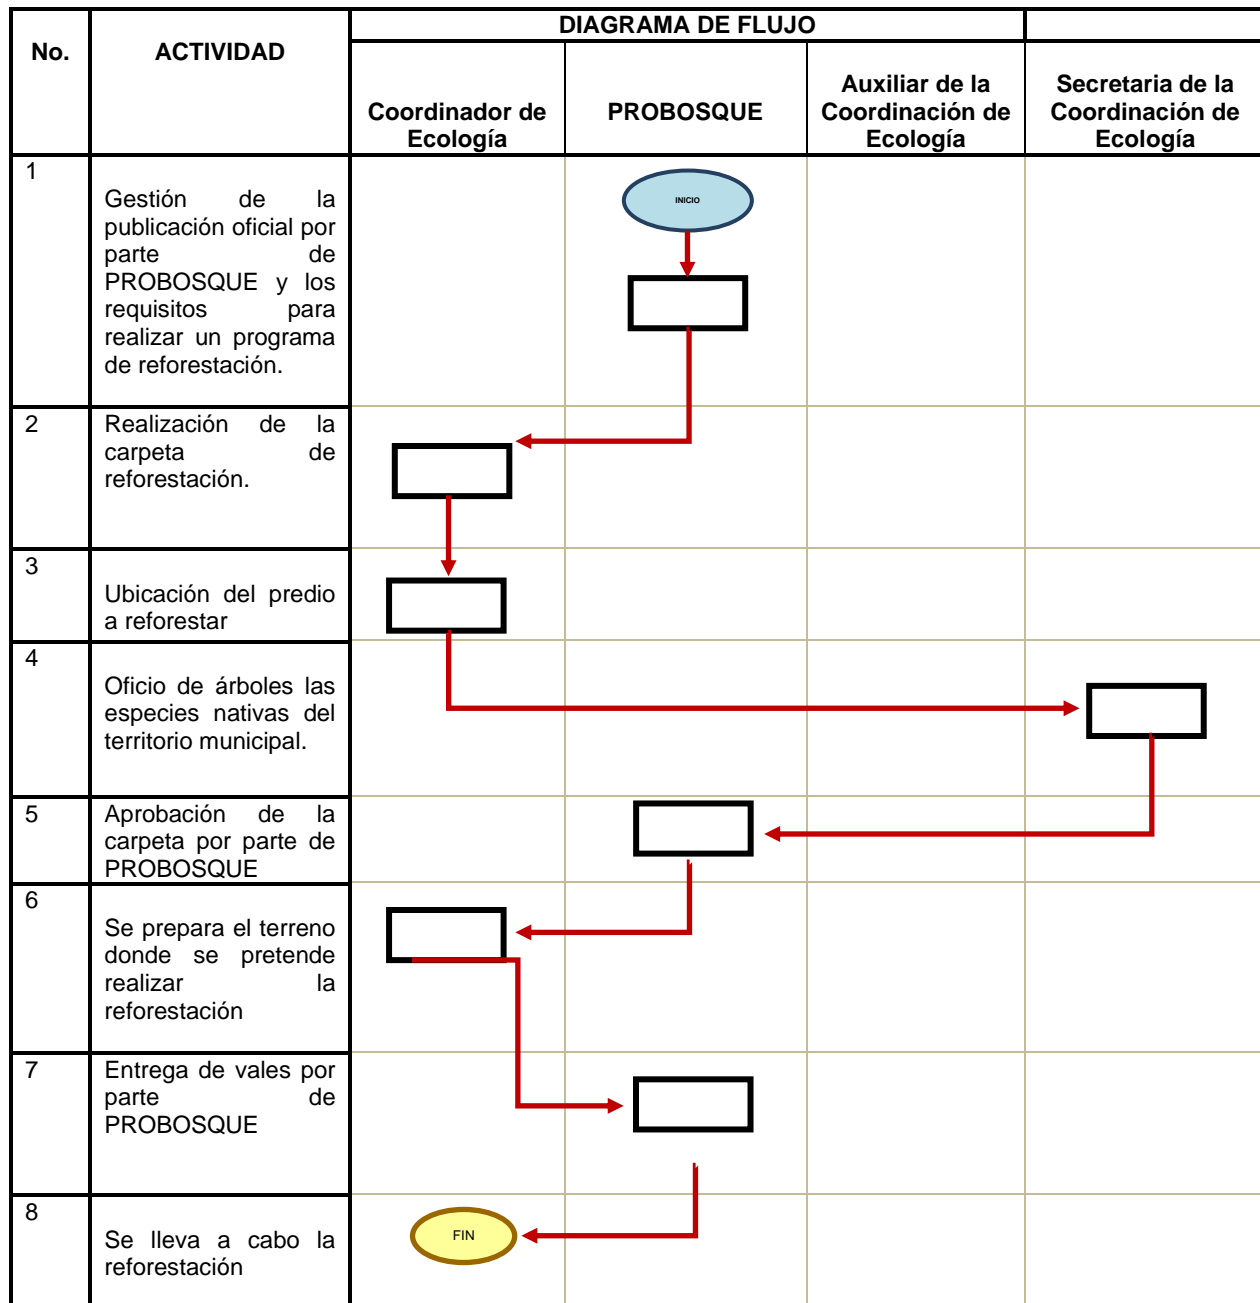 DIAGRAMA DE FLUJO
No.
ACTIVIDAD
Coordinador de
Ecología
PROBOSQUE
Auxiliar de la
Coordinación de
Ecología
Secretaria de la
Coordinación de
Ecología
1
Gestión de la
publicación oficial por
parte de
PROBOSQUE y los
requisitos para
realizar un programa
de reforestación.
INICIO
2
Realización de la
carpeta de
reforestación.
3
Ubicación del predio
a reforestar
4
Oficio de árboles las
especies nativas del
territorio municipal.
5
Aprobación de la
carpeta por parte de
PROBOSQUE
6
Se prepara el terreno
donde se pretende
realizar la
reforestación
7
Entrega de vales por
parte de
PROBOSQUE
8
Se lleva a cabo la
reforestación
FIN